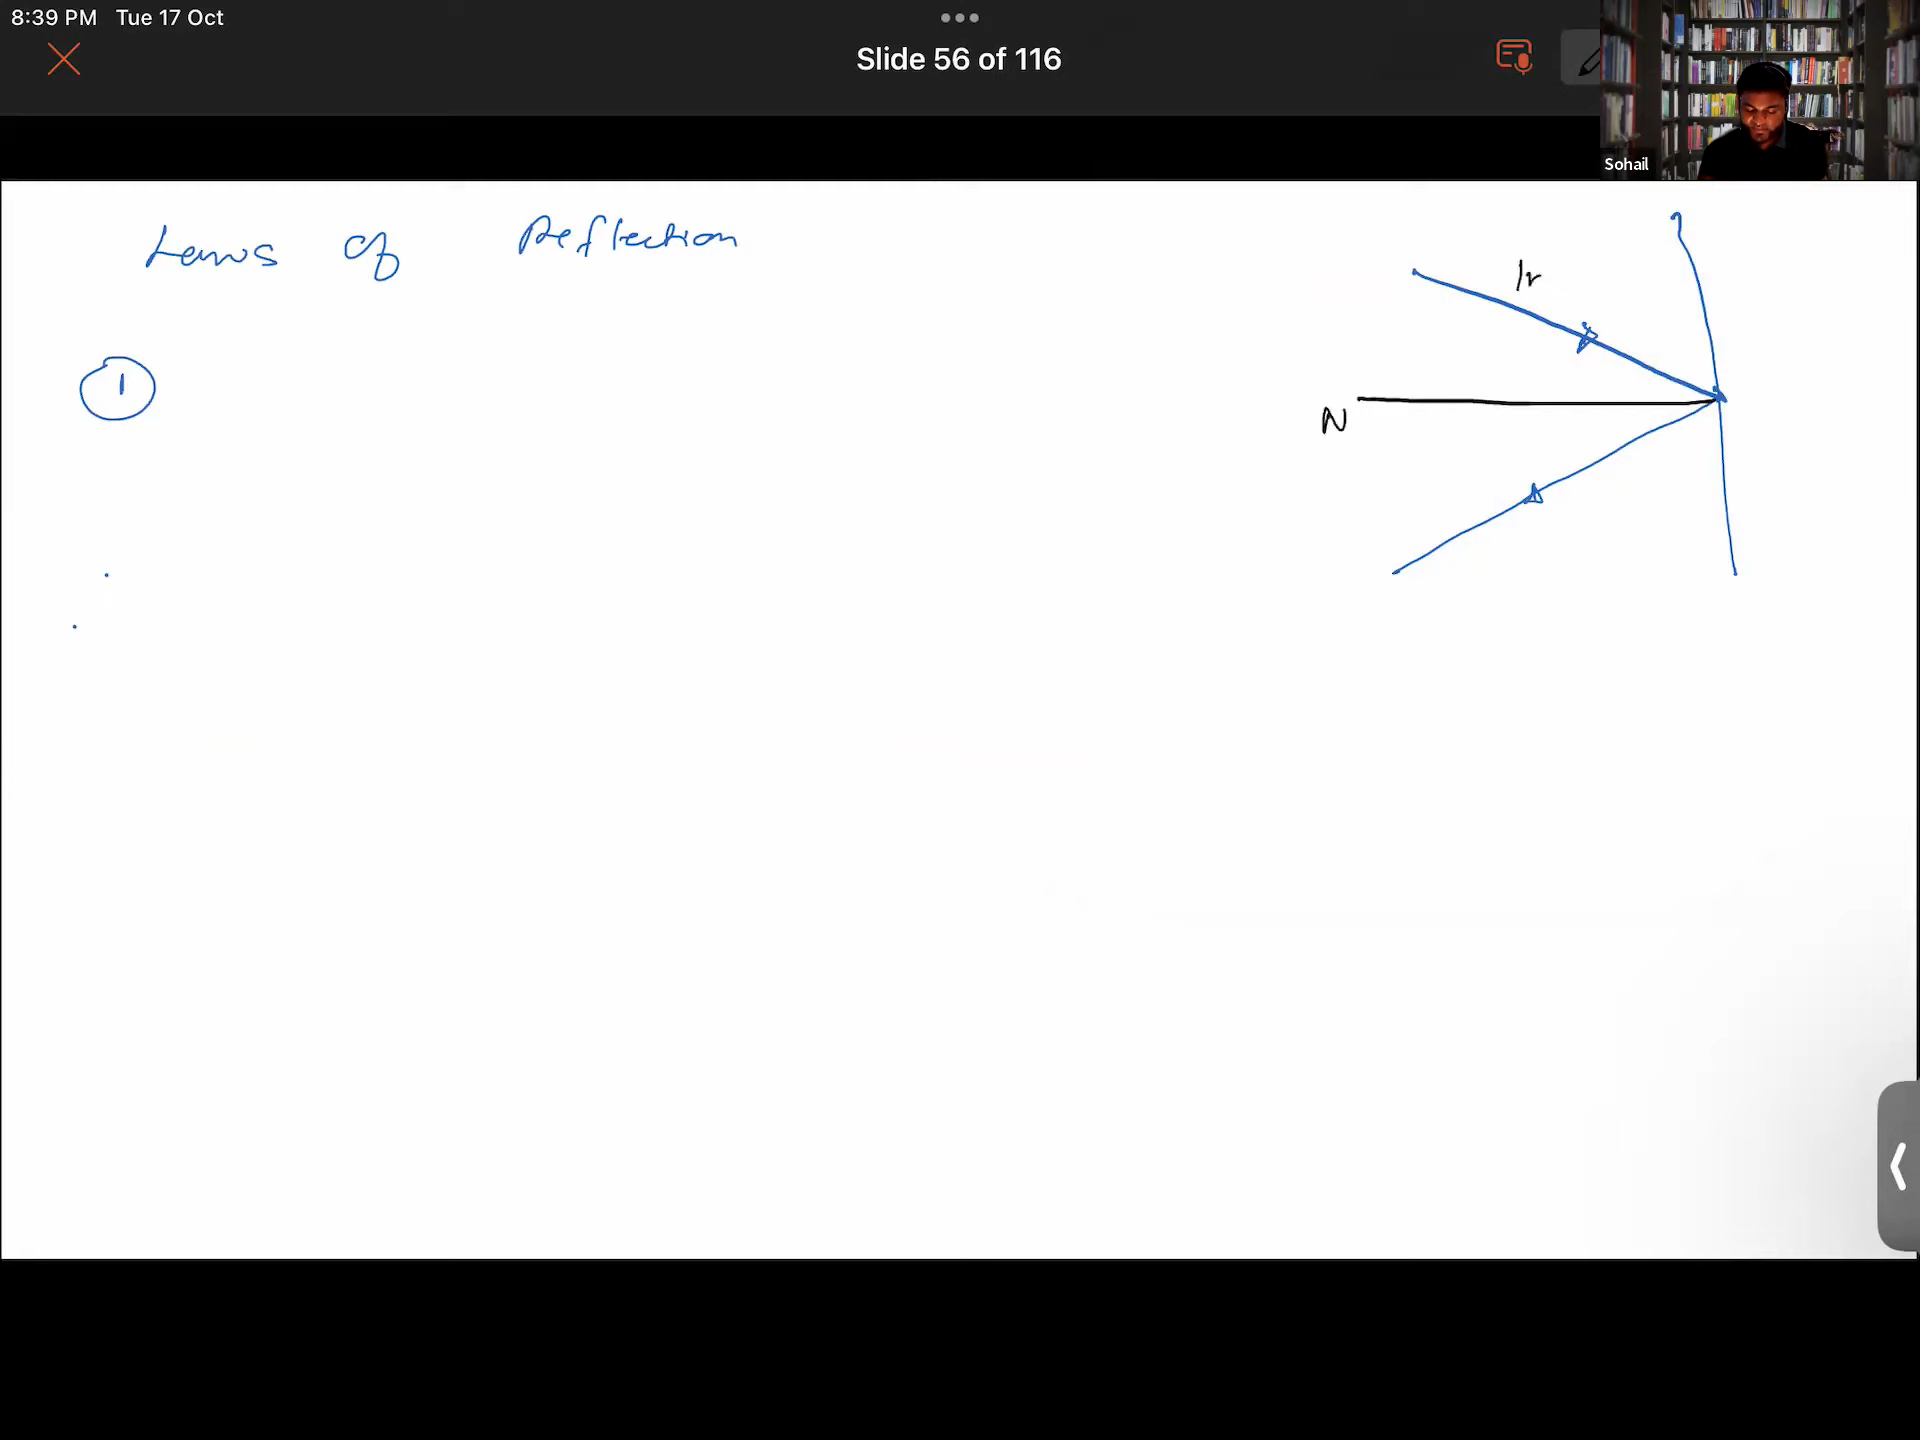 8:39 PM Tue 17 Oct
Slide 56 of 116
Sohail
Laws of Reflection
Ir
1
N